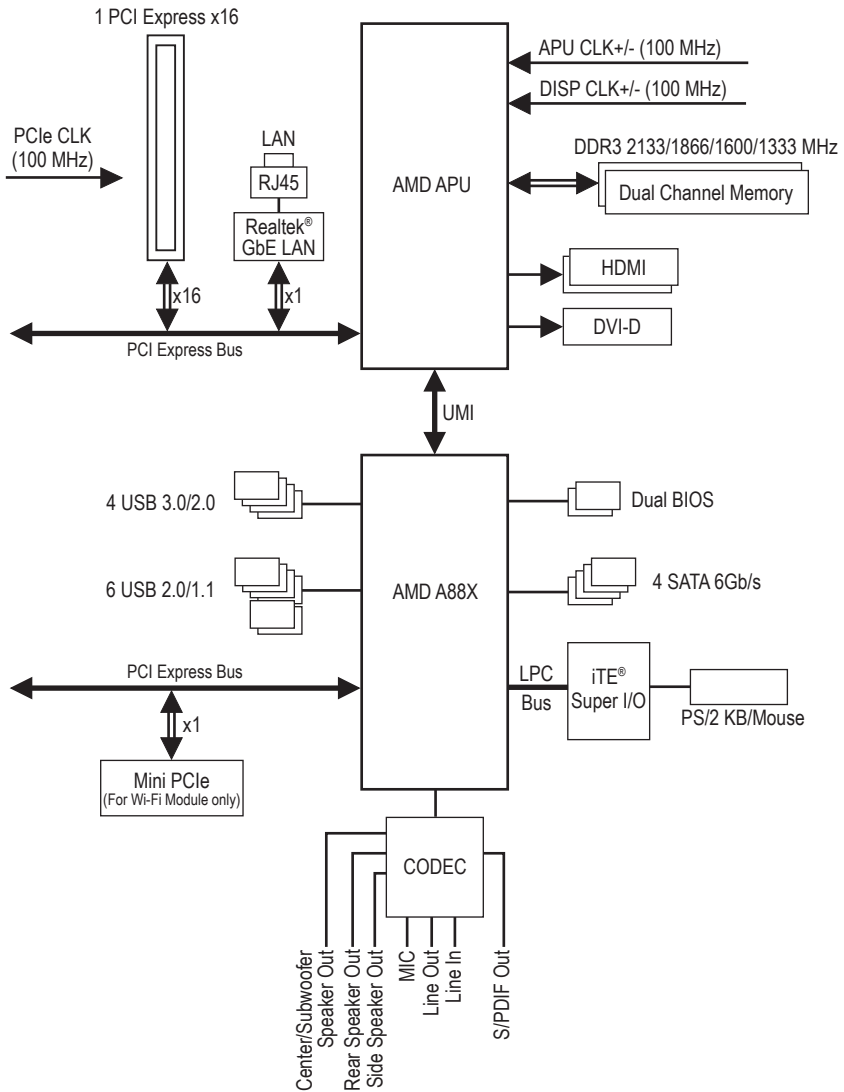 1 PCI Express x16
PCIe CLK
(100 MHz)
LAN
RJ45
Realtek®
GbE LAN
x16
x1
PCI Express Bus
AMD APU
APU CLK+/- (100 MHz)
DISP CLK+/- (100 MHz)
DDR3 2133/1866/1600/1333 MHz
Dual Channel Memory
HDMI
DVI-D
UMI
4 USB 3.0/2.0
6 USB 2.0/1.1
AMD A88X
Dual BIOS
4 SATA 6Gb/s
PCI Express Bus
x1
Mini PCIe
(For Wi-Fi Module only)
LPC
Bus
iTE®
Super I/O
PS/2 KB/Mouse
CODEC
Center/Subwoofer
Speaker Out
Rear Speaker Out
Side Speaker Out
MIC
Line Out
Line In
S/PDIF Out